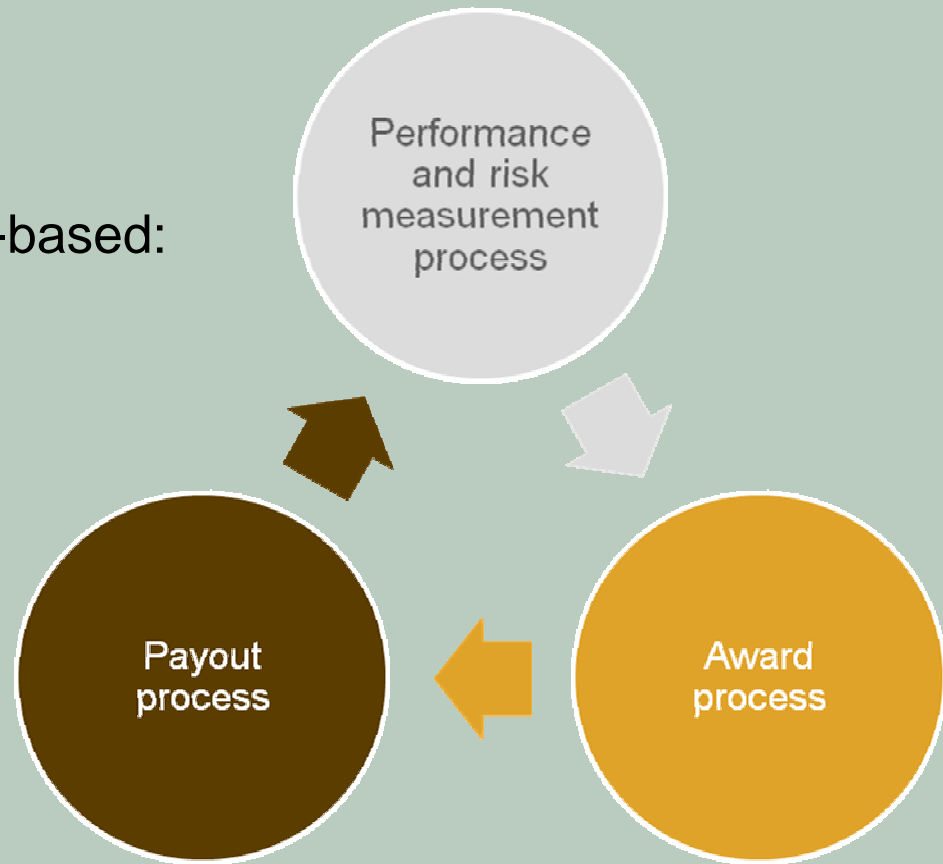 Performance
and risk
measurement
process
-based:
Payout
process
Award
process